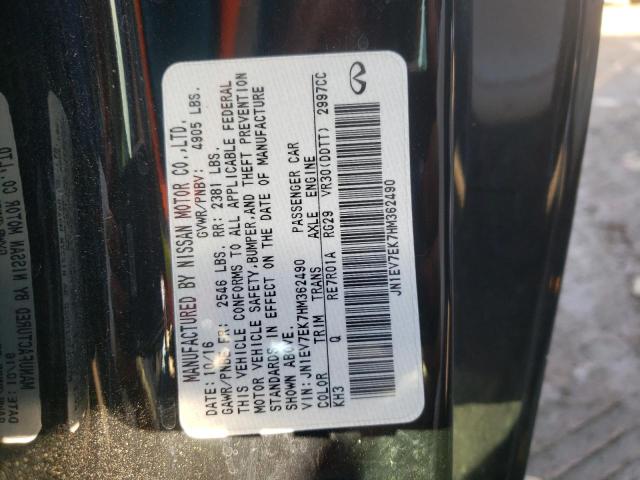 MANUFACTURED BY NISSAN MOTOR CO.,LTD.
DATE: 10/16 GVWR/PNBV: 4905 LBS.
GAWR/PNBE FR: 2546 LBS. RR: 2381 LBS.
THIS VEHICLE CONFORMS TO ALL APPLICABLE FEDERAL
MOTOR VEHICLE SAFETY,BUMPER,AND THEFT PREVENTION
STANDARDS IN EFFECT ON THE DATE OF MANUFACTURE
SHOWN ABOVE.
VIN: JN1EV7EK7HM362490 PASSENGER CAR
COLOR TRIM TRANS AXLE ENGINE
KH3 Q RE7R01A RG29 VR30(DDTT) 2997CC
JN1EV7EK7HM362490